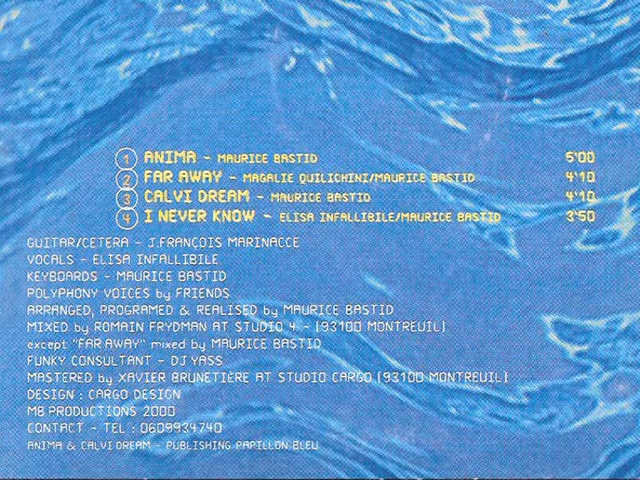 1 ANIMA - MAURICE BASTID 5'00
2 FAR AWAY - MAGALIE QUILICHINI/MAURICE BASTID 4'10
3 CALVI DREAM - MAURICE BASTID 4'10
4 I NEVER KNOW - ELISA INFALLIBILE/MAURICE BASTID 3'50
GUITAR/CETERA - J.FRANÇOIS MARINACCE
VOCALS - ELISA INFALLIBILE
KEYBOARDS - MAURICE BASTID
POLYPHONY VOICES by FRIENDS
ARRANGED, PROGRAMED & REALISED by MAURICE BASTID
MIXED by ROMAIN FRYDMAN AT STUDIO 4 - (93100 MONTREUIL)
except "FAR AWAY" mixed by MAURICE BASTID
FUNKY CONSULTANT - DJ YASS
MASTERED by XAVIER BRUNETIÈRE AT STUDIO CARGO (93100 MONTREUIL)
DESIGN : CARGO DESIGN
MB PRODUCTIONS 2000
CONTACT - TEL : 0609934740
ANIMA & CALVI DREAM - PUBLISHING PAPILLON BLEU